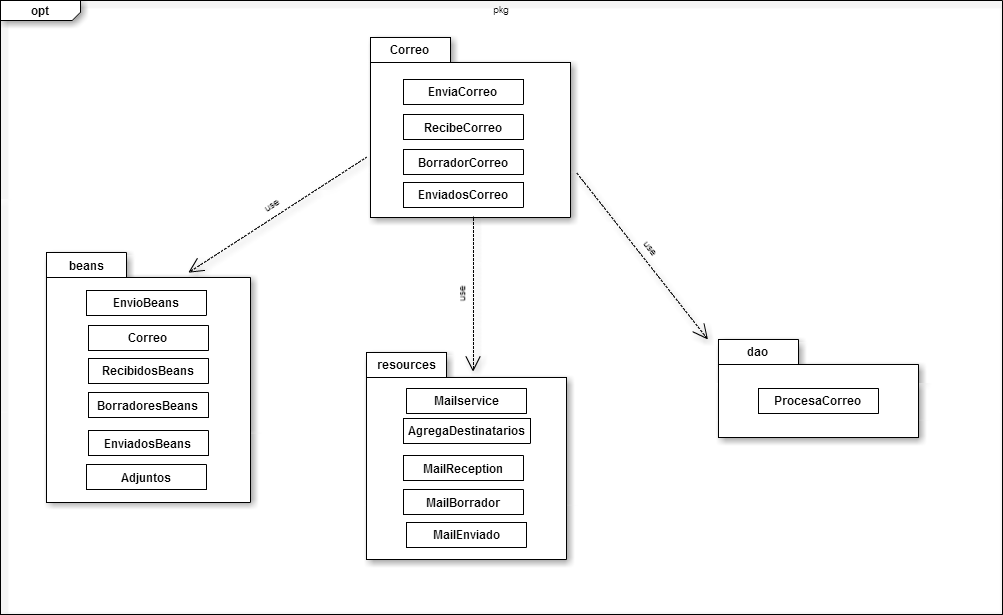 opt
pkg
Correo
EnviaCorreo
RecibeCorreo
BorradorCorreo
EnviadosCorreo
use
use
use
beans
EnvioBeans
Correo
RecibidosBeans
BorradoresBeans
EnviadosBeans
Adjuntos
resources
Mailservice
AgregaDestinatarios
MailReception
MailBorrador
MailEnviado
dao
ProcesaCorreo